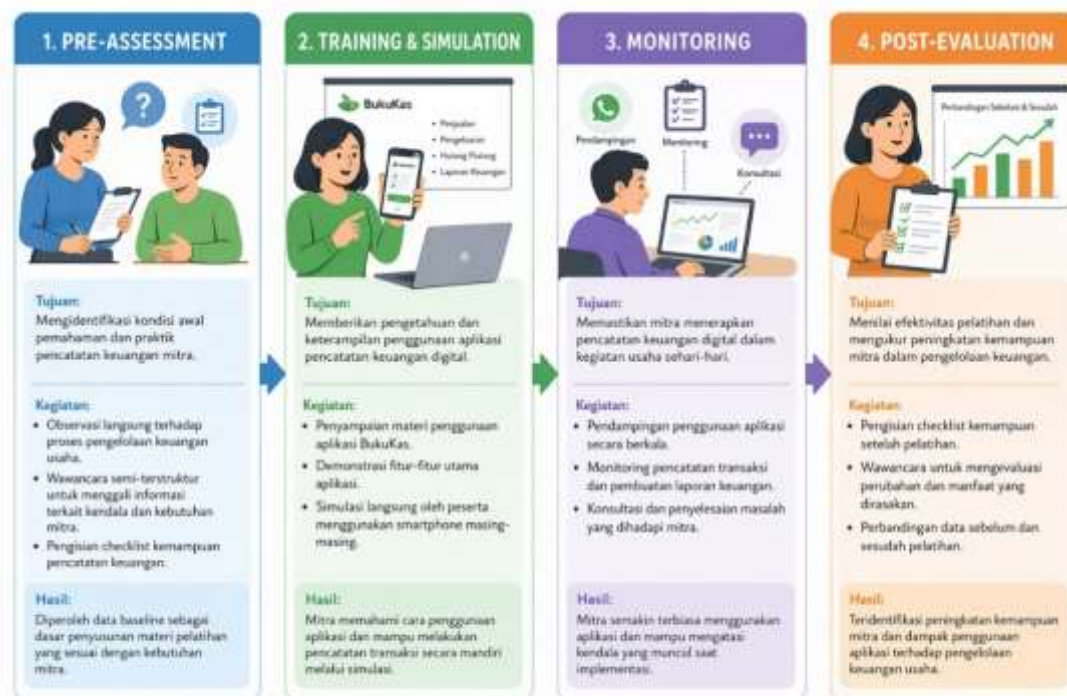 1. PRE-ASSESSMENT
Tujuan:
Mengidentifikasi kondisi awal
pemahaman dan praktik
pencatatan keuangan mitra.
Kegiatan:
• Observasi langsung terhadap
proses pengelolaan keuangan
usaha.
• Wawancara semi-terstruktur
untuk menggali informasi
terkait kendala dan kebutuhan
mitra.
• Pengisian checklist kemampuan
pencatatan keuangan.
Hasil:
Diperoleh data baseline sebagai
dasar penyusunan materi pelatihan
yang sesuai dengan kebutuhan
mitra.
2. TRAINING & SIMULATION
BukuKas
• Penjualan
• Pengeluaran
• Hutang Piutang
• Laporan Keuangan
Tujuan:
Memberikan pengetahuan dan
keterampilan penggunaan aplikasi
pencatatan keuangan digital.
Kegiatan:
• Penyampaian materi penggunaan
aplikasi BukuKas.
• Demonstrasi fitur-fitur utama
aplikasi.
• Simulasi langsung oleh peserta
menggunakan smartphone masing-
masing.
Hasil:
Mitra memahami cara penggunaan
aplikasi dan mampu melakukan
pencatatan transaksi secara mandiri
melalui simulasi.
3. MONITORING
Pendampingan
Monitoring
Konsultasi
Tujuan:
Memastikan mitra menerapkan
pencatatan keuangan digital dalam
kegiatan usaha sehari-hari.
Kegiatan:
• Pendampingan penggunaan aplikasi
secara berkala.
• Monitoring pencatatan transaksi
dan pembuatan laporan keuangan.
• Konsultasi dan penyelesaian masalah
yang dihadapi mitra.
Hasil:
Mitra semakin terbiasa menggunakan
aplikasi dan mampu mengatasi
kendala yang muncul saat
implementasi.
4. POST-EVALUATION
Perbandingan Sebelum & Sesudah
Tujuan:
Menilai efektivitas pelatihan dan
mengukur peningkatan kemampuan
mitra dalam pengelolaan keuangan.
Kegiatan:
• Pengisian checklist kemampuan
setelah pelatihan.
• Wawancara untuk mengevaluasi
perubahan dan manfaat yang
dirasakan.
• Perbandingan data sebelum dan
sesudah pelatihan.
Hasil:
Teridentifikasi peningkatan kemampuan
mitra dan dampak penggunaan
aplikasi terhadap pengelolaan
keuangan usaha.